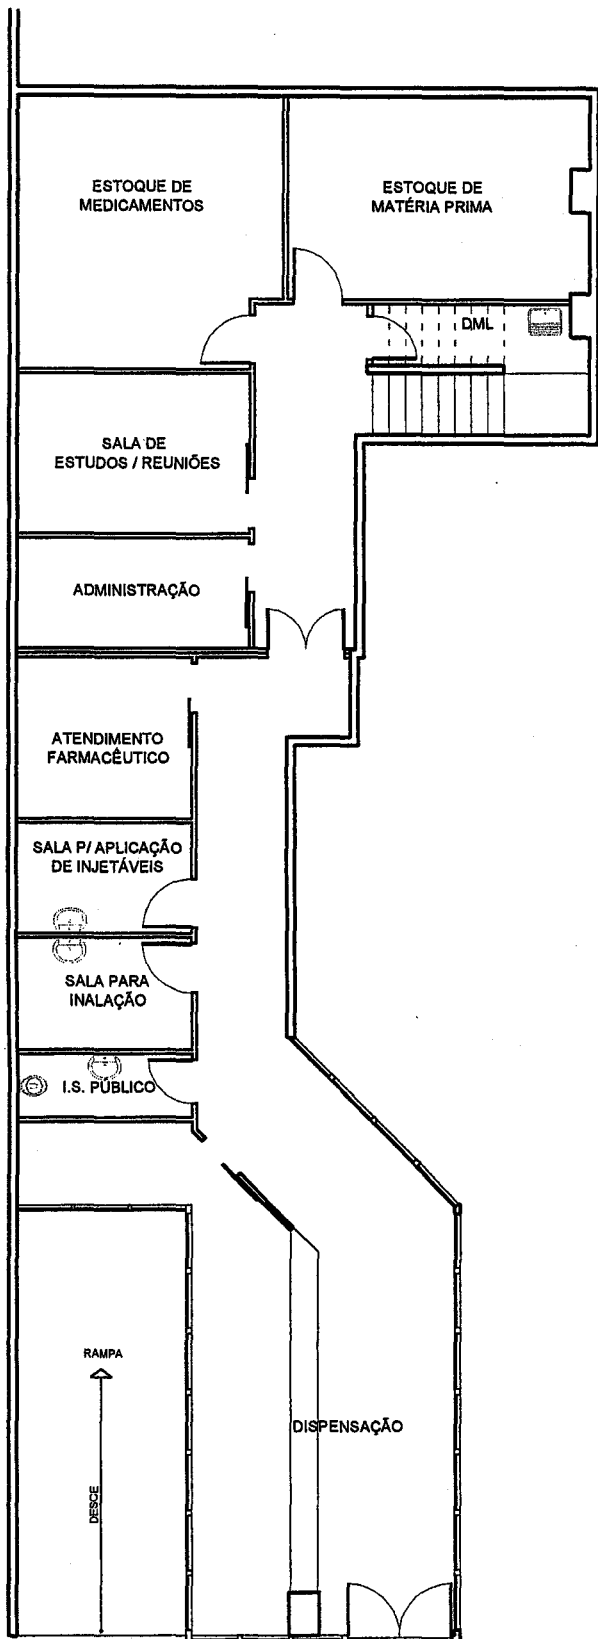 ESTOQUE DE
MEDICAMENTOS
ESTOQUE DE
MATÉRIA PRIMA
DML
SALA DE
ESTUDOS / REUNIÕES
ADMINISTRAÇÃO
ATENDIMENTO
FARMACÊUTICO
SALA P/ APLICAÇÃO
DE INJETÁVEIS
SALA PARA
INALAÇÃO
I.S. PÚBLICO
RAMPA
DESCE
DISPENSAÇÃO